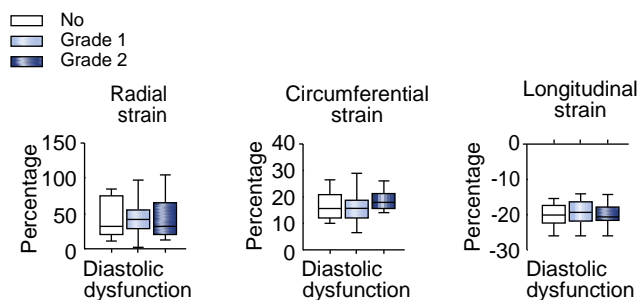 No
Grade 1
Grade 2
Radial
strain
Percentage
150
100
50
0
Diastolic
dysfunction
Circumferential
strain
Percentage
40
30
20
10
0
Diastolic
dysfunction
Longitudinal
strain
Percentage
0
-10
-20
-30
Diastolic
dysfunction